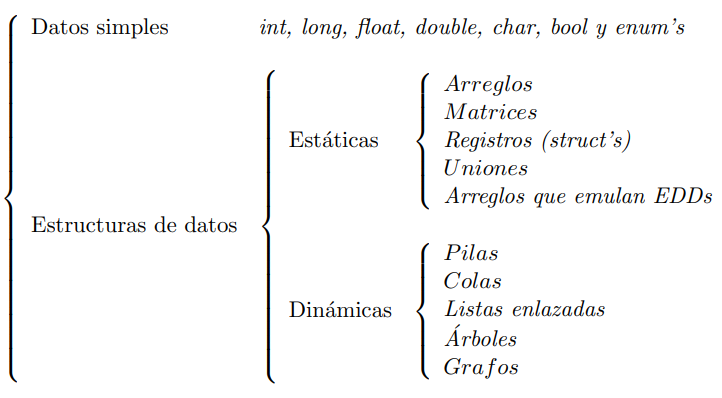 Datos simples int, long, float, double, char, bool y enum's
Estructuras de datos
Estáticas
Arreglos
Matrices
Registros (struct's)
Uniones
Arreglos que emulan EDDs
Dinámicas
Pilas
Colas
Listas enlazadas
Árboles
Grafos